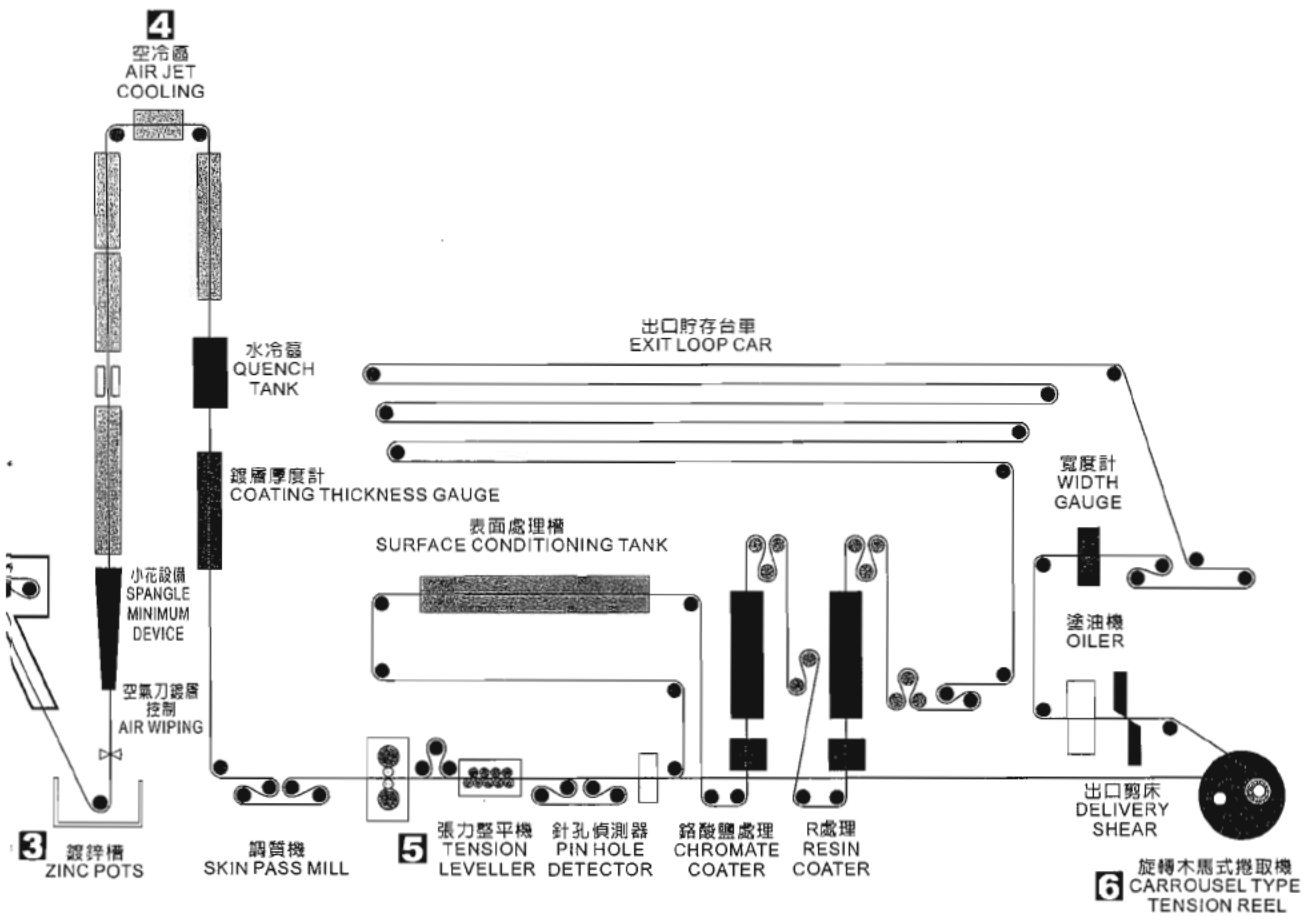 4
空冷區
AIR JET
COOLING
出口貯存台車
EXIT LOOP CAR
水冷區
QUENCH
TANK
鍍層厚度計
COATING THICKNESS GAUGE
寬度計
WIDTH
GAUGE
表面處理槽
SURFACE CONDITIONING TANK
小花設備
SPANGLE
MINIMUM
DEVICE
塗油機
OILER
空氣刀鍍層
控制
AIR WIPING
出口剪床
DELIVERY
SHEAR
3
鍍鋅槽
ZINC POTS
調質機
SKIN PASS MILL
5
張力整平機
TENSION
LEVELLER
針孔偵測器
PIN HOLE
DETECTOR
鉻酸鹽處理
CHROMATE
COATER
R處理
RESIN
COATER
6
旋轉木馬式捲取機
CARROUSEL TYPE
TENSION REEL